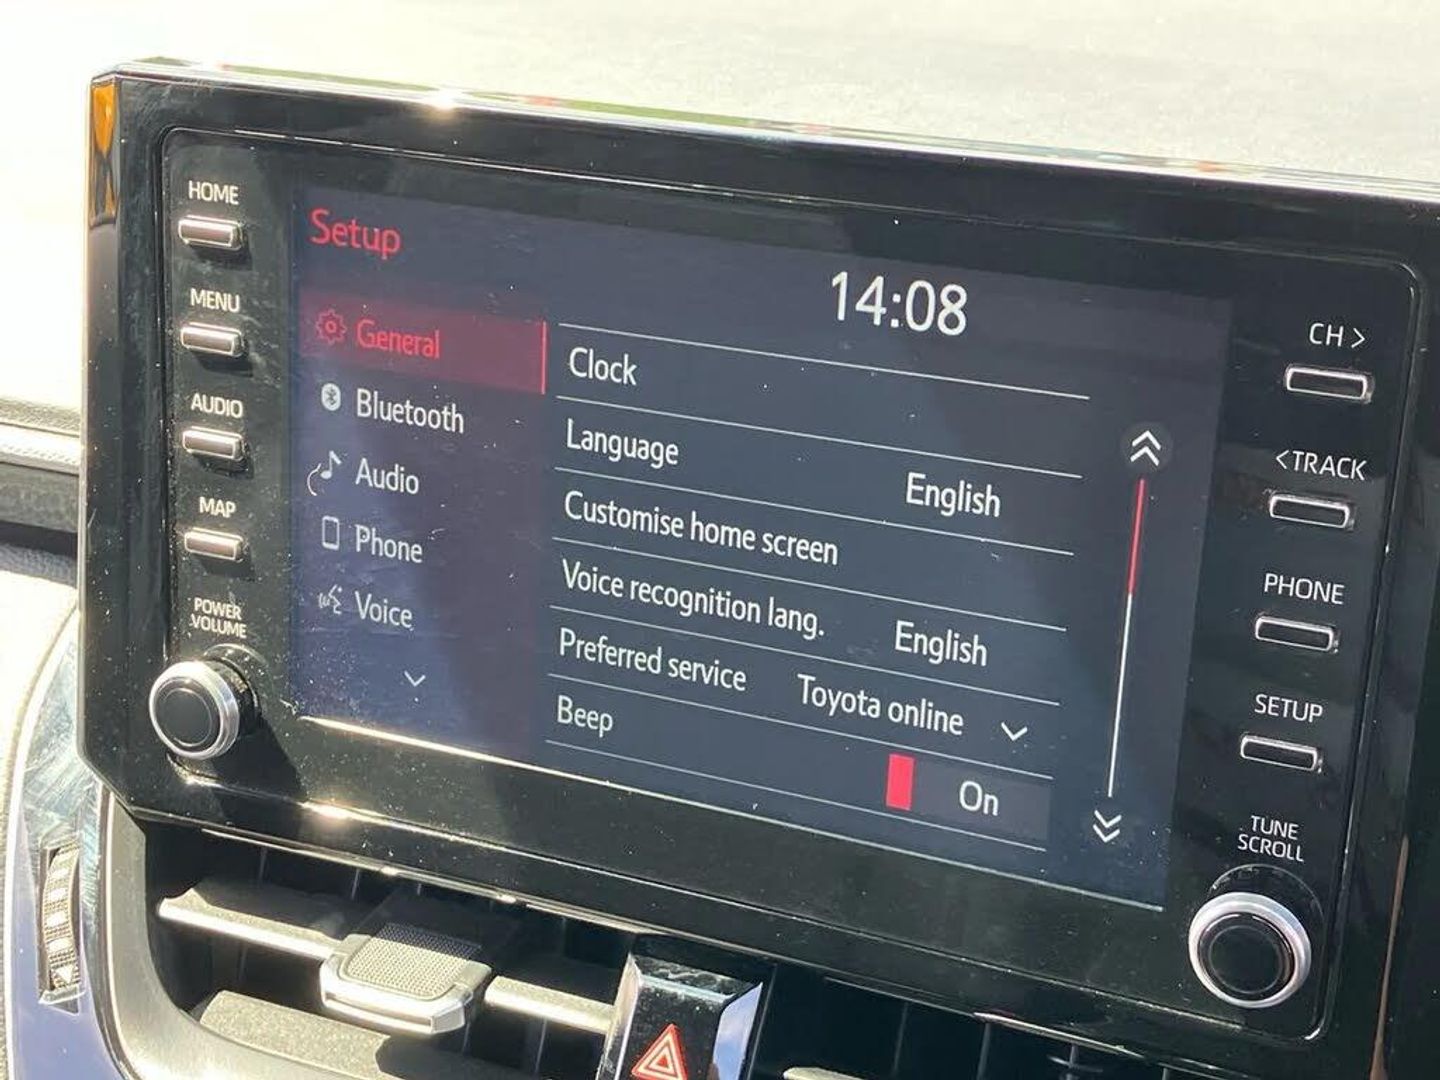 HOME
MENU
AUDIO
MAP
POWER
VOLUME
Setup
14:08
General
Bluetooth
Audio
Phone
Voice
Clock
Language English
Customise home screen
Voice recognition lang. English
Preferred service Toyota online
Beep On
CH >
<TRACK
PHONE
SETUP
TUNE
SCROLL